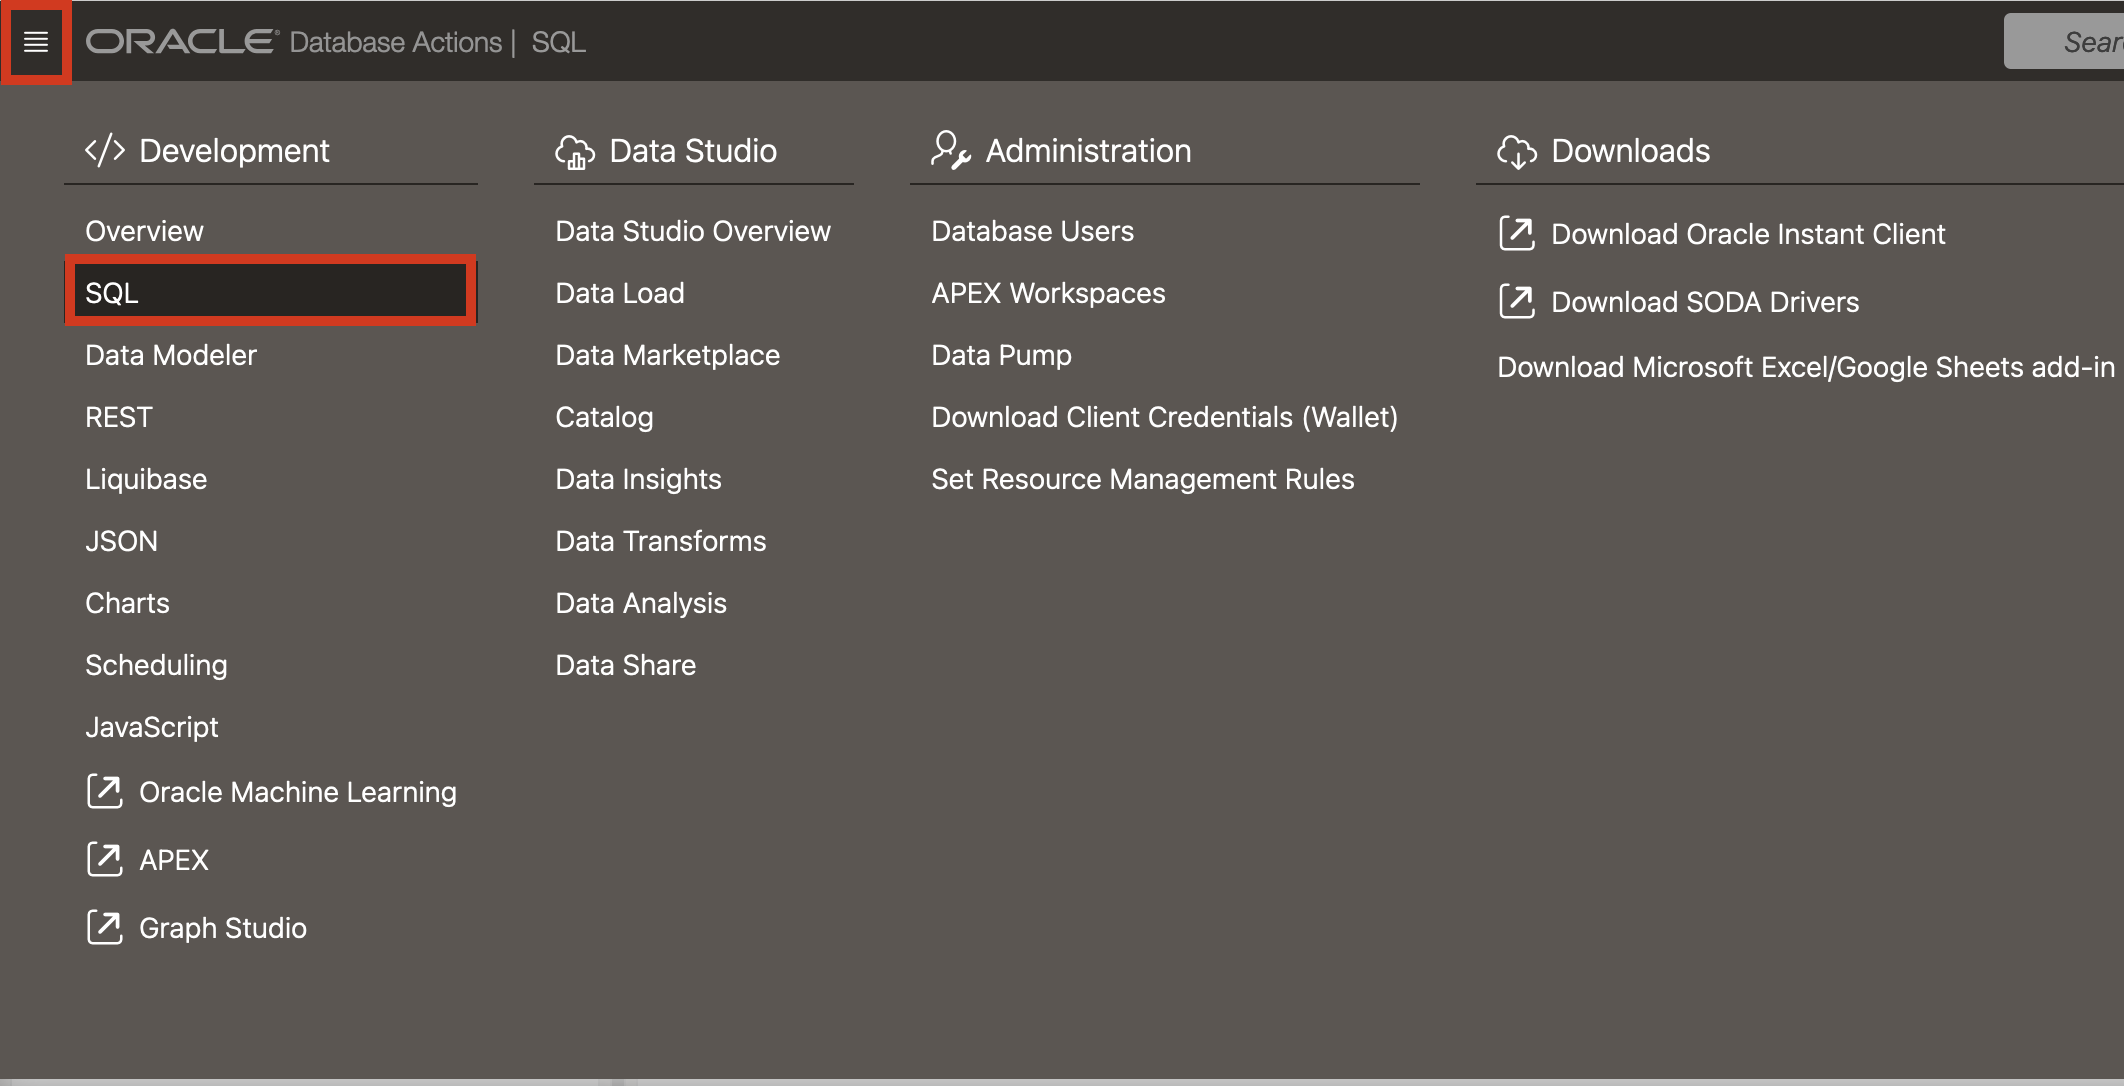 ORACLE® Database Actions | SQL
Development
Overview
SQL
Data Modeler
REST
Liquibase
JSON
Charts
Scheduling
JavaScript
Oracle Machine Learning
APEX
Graph Studio
Data Studio
Data Studio Overview
Data Load
Data Marketplace
Catalog
Data Insights
Data Transforms
Data Analysis
Data Share
Administration
Database Users
APEX Workspaces
Data Pump
Download Client Credentials (Wallet)
Set Resource Management Rules
Downloads
Download Oracle Instant Client
Download SODA Drivers
Download Microsoft Excel/Google Sheets add-in